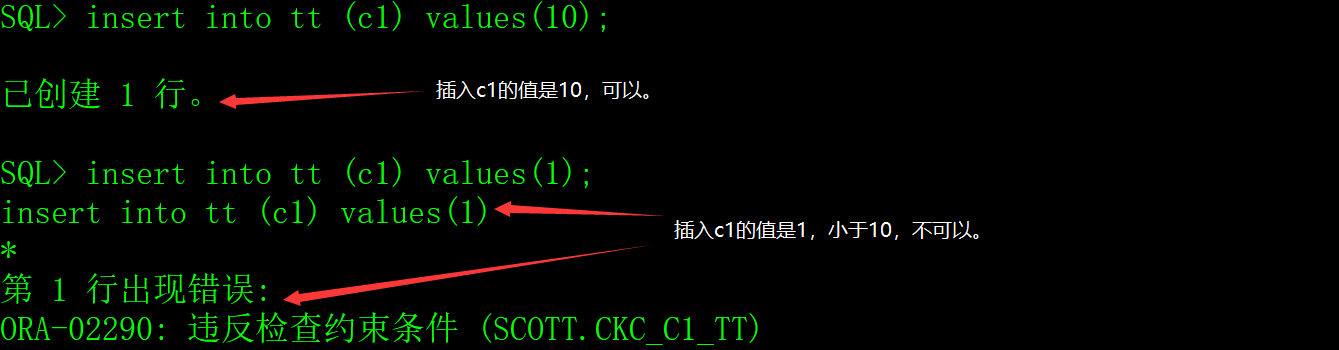 SQL> insert into tt (c1) values(10);
已创建 1 行。
插入c1的值是10，可以。
SQL> insert into tt (c1) values(1);
insert into tt (c1) values(1)
插入c1的值是1，小于10，不可以。
*
第 1 行出现错误:
ORA-02290: 违反检查约束条件 (SCOTT.CKC_C1_TT)